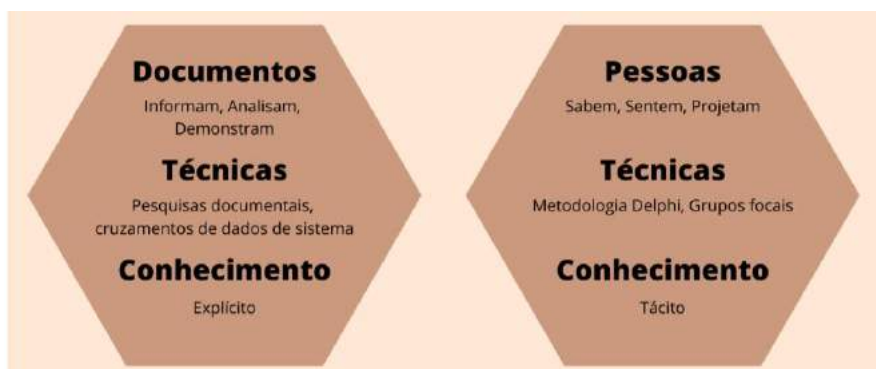 Documentos
Informam, Analisam,
Demonstram
Técnicas
Pesquisas documentais,
cruzamentos de dados de sistema
Conhecimento
Explícito
Pessoas
Sabem, Sentem, Projetam
Técnicas
Metodologia Delphi, Grupos focais
Conhecimento
Tácito